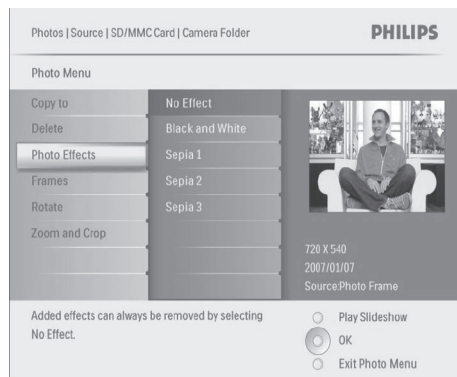 Photos | Source | SD/MMC Card | Camera Folder
PHILIPS
Photo Menu
Copy to
Delete
Photo Effects
Frames
Rotate
Zoom and Crop
No Effect
Black and White
Sepia 1
Sepia 2
Sepia 3
720 X 540
2007/01/07
Source:Photo Frame
Added effects can always be removed by selecting
No Effect.
Play Slideshow
OK
Exit Photo Menu